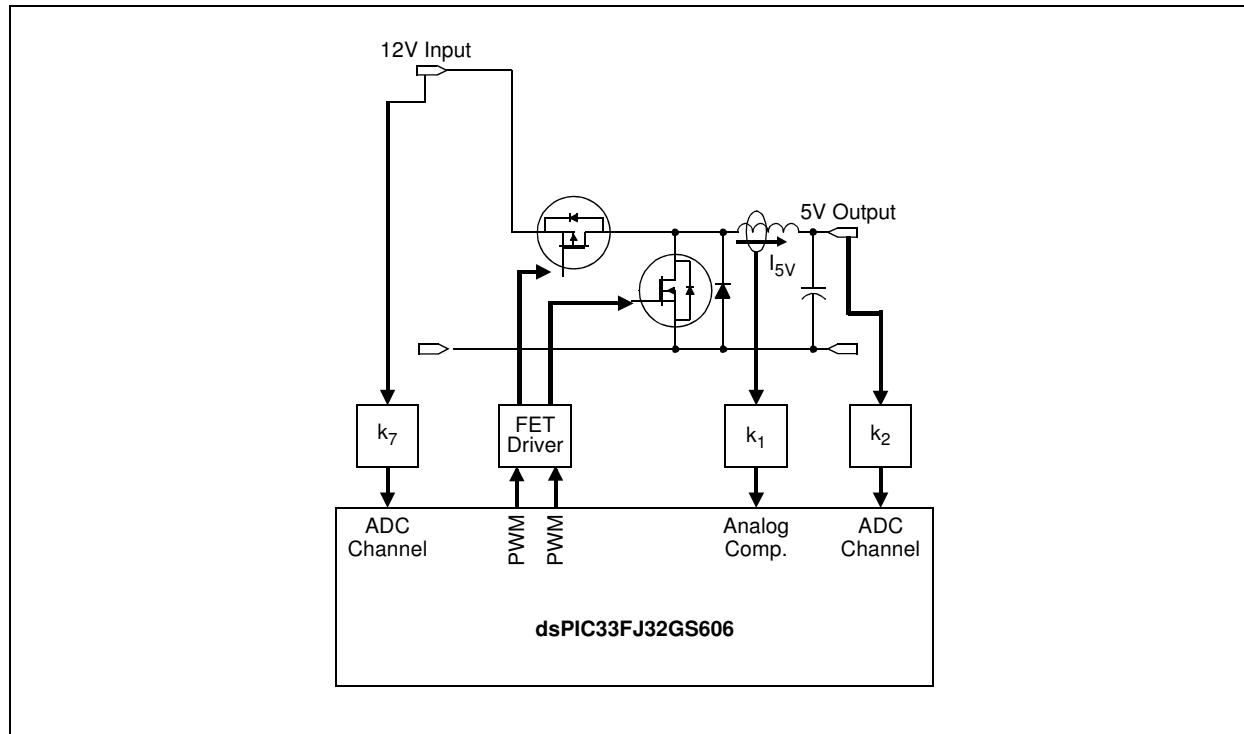 12V Input
5V Output
I5V
k7
FET
Driver
k1
k2
ADC
Channel
PWM
PWM
Analog
Comp.
ADC
Channel
dsPIC33FJ32GS606